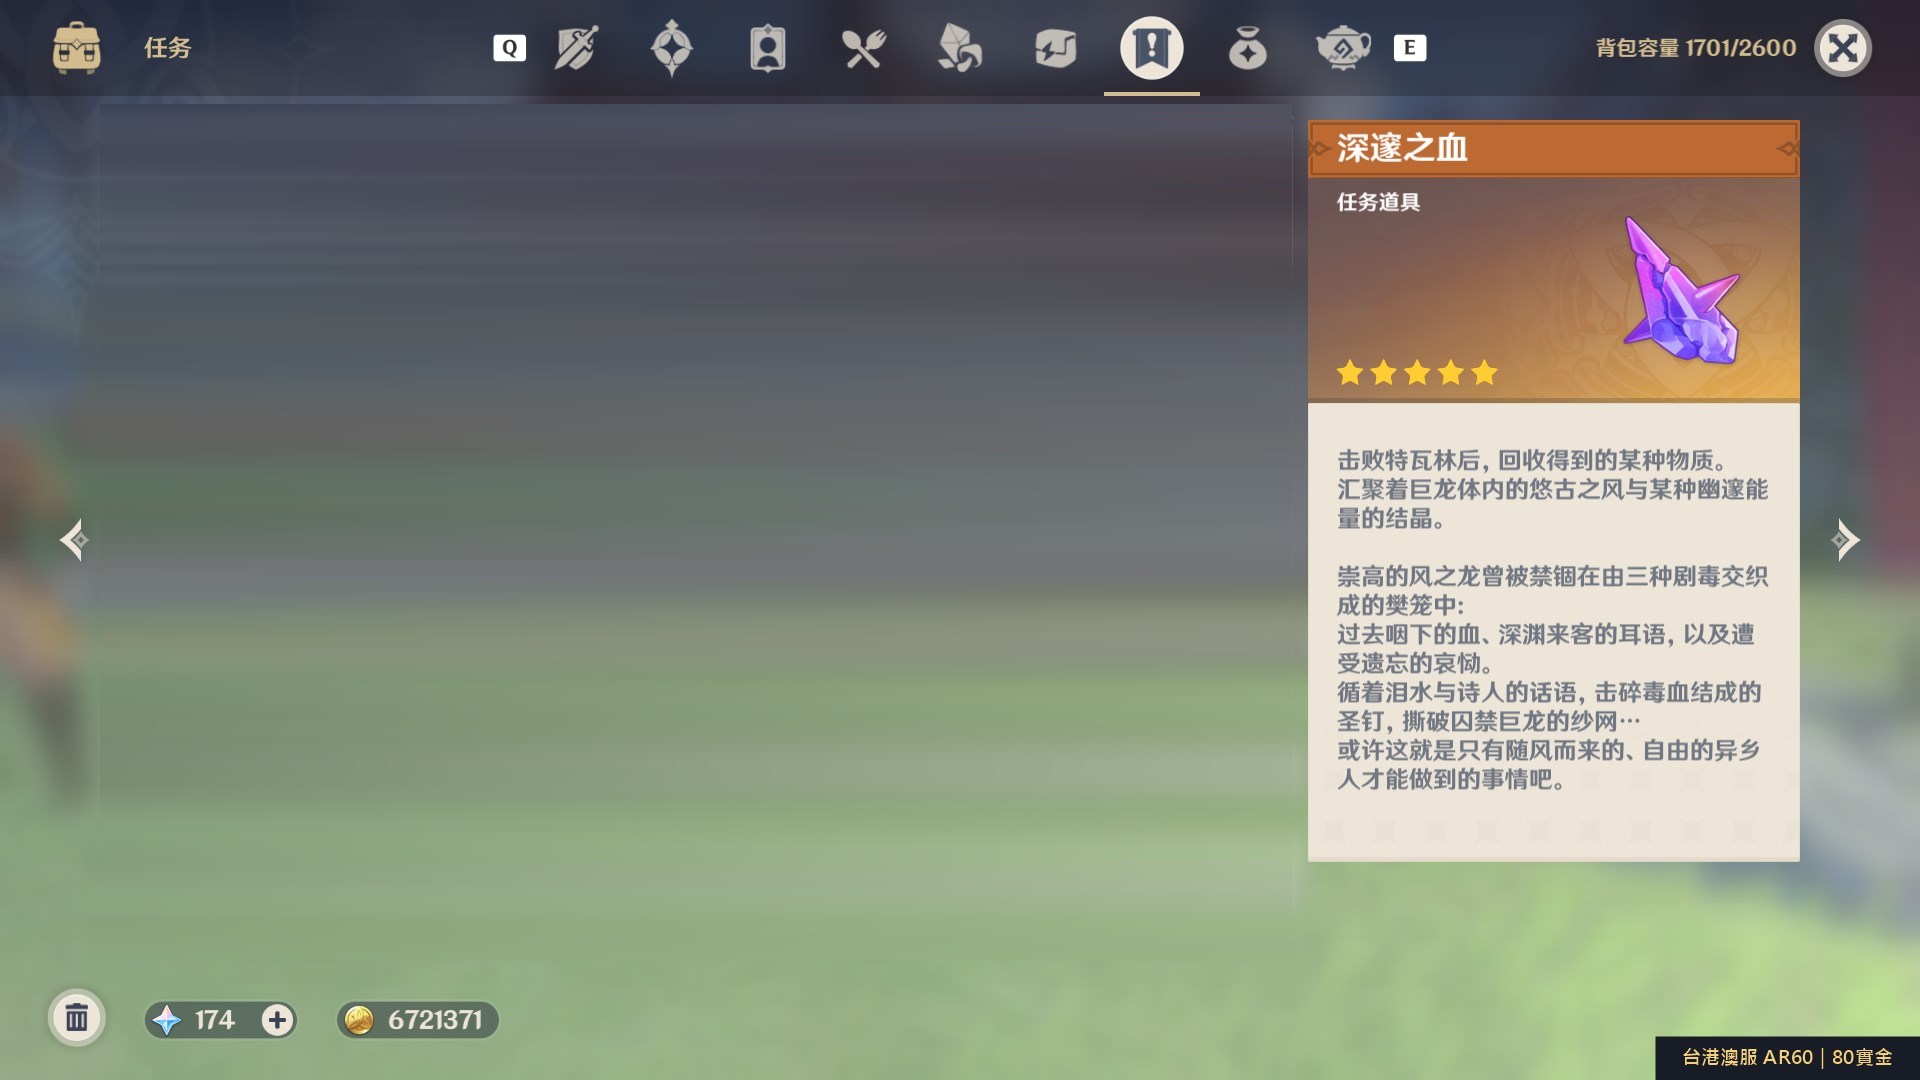 任务
Q
E
背包容量 1701/2600
深邃之血
任务道具
击败特瓦林后，回收得到的某种物质。
汇聚着巨龙体内的悠古之风与某种幽邃能
量的结晶。
崇高的风之龙曾被禁锢在由三种剧毒交织
成的樊笼中：
过去咽下的血、深渊来客的耳语，以及遭
受遗忘的哀恸。
循着泪水与诗人的话语，击碎毒血结成的
圣钉，撕破囚禁巨龙的纱网…
或许这就是只有随风而来的、自由的异乡
人才能做到的事情吧。
174
6721371
台港澳服 AR60 | 80實金